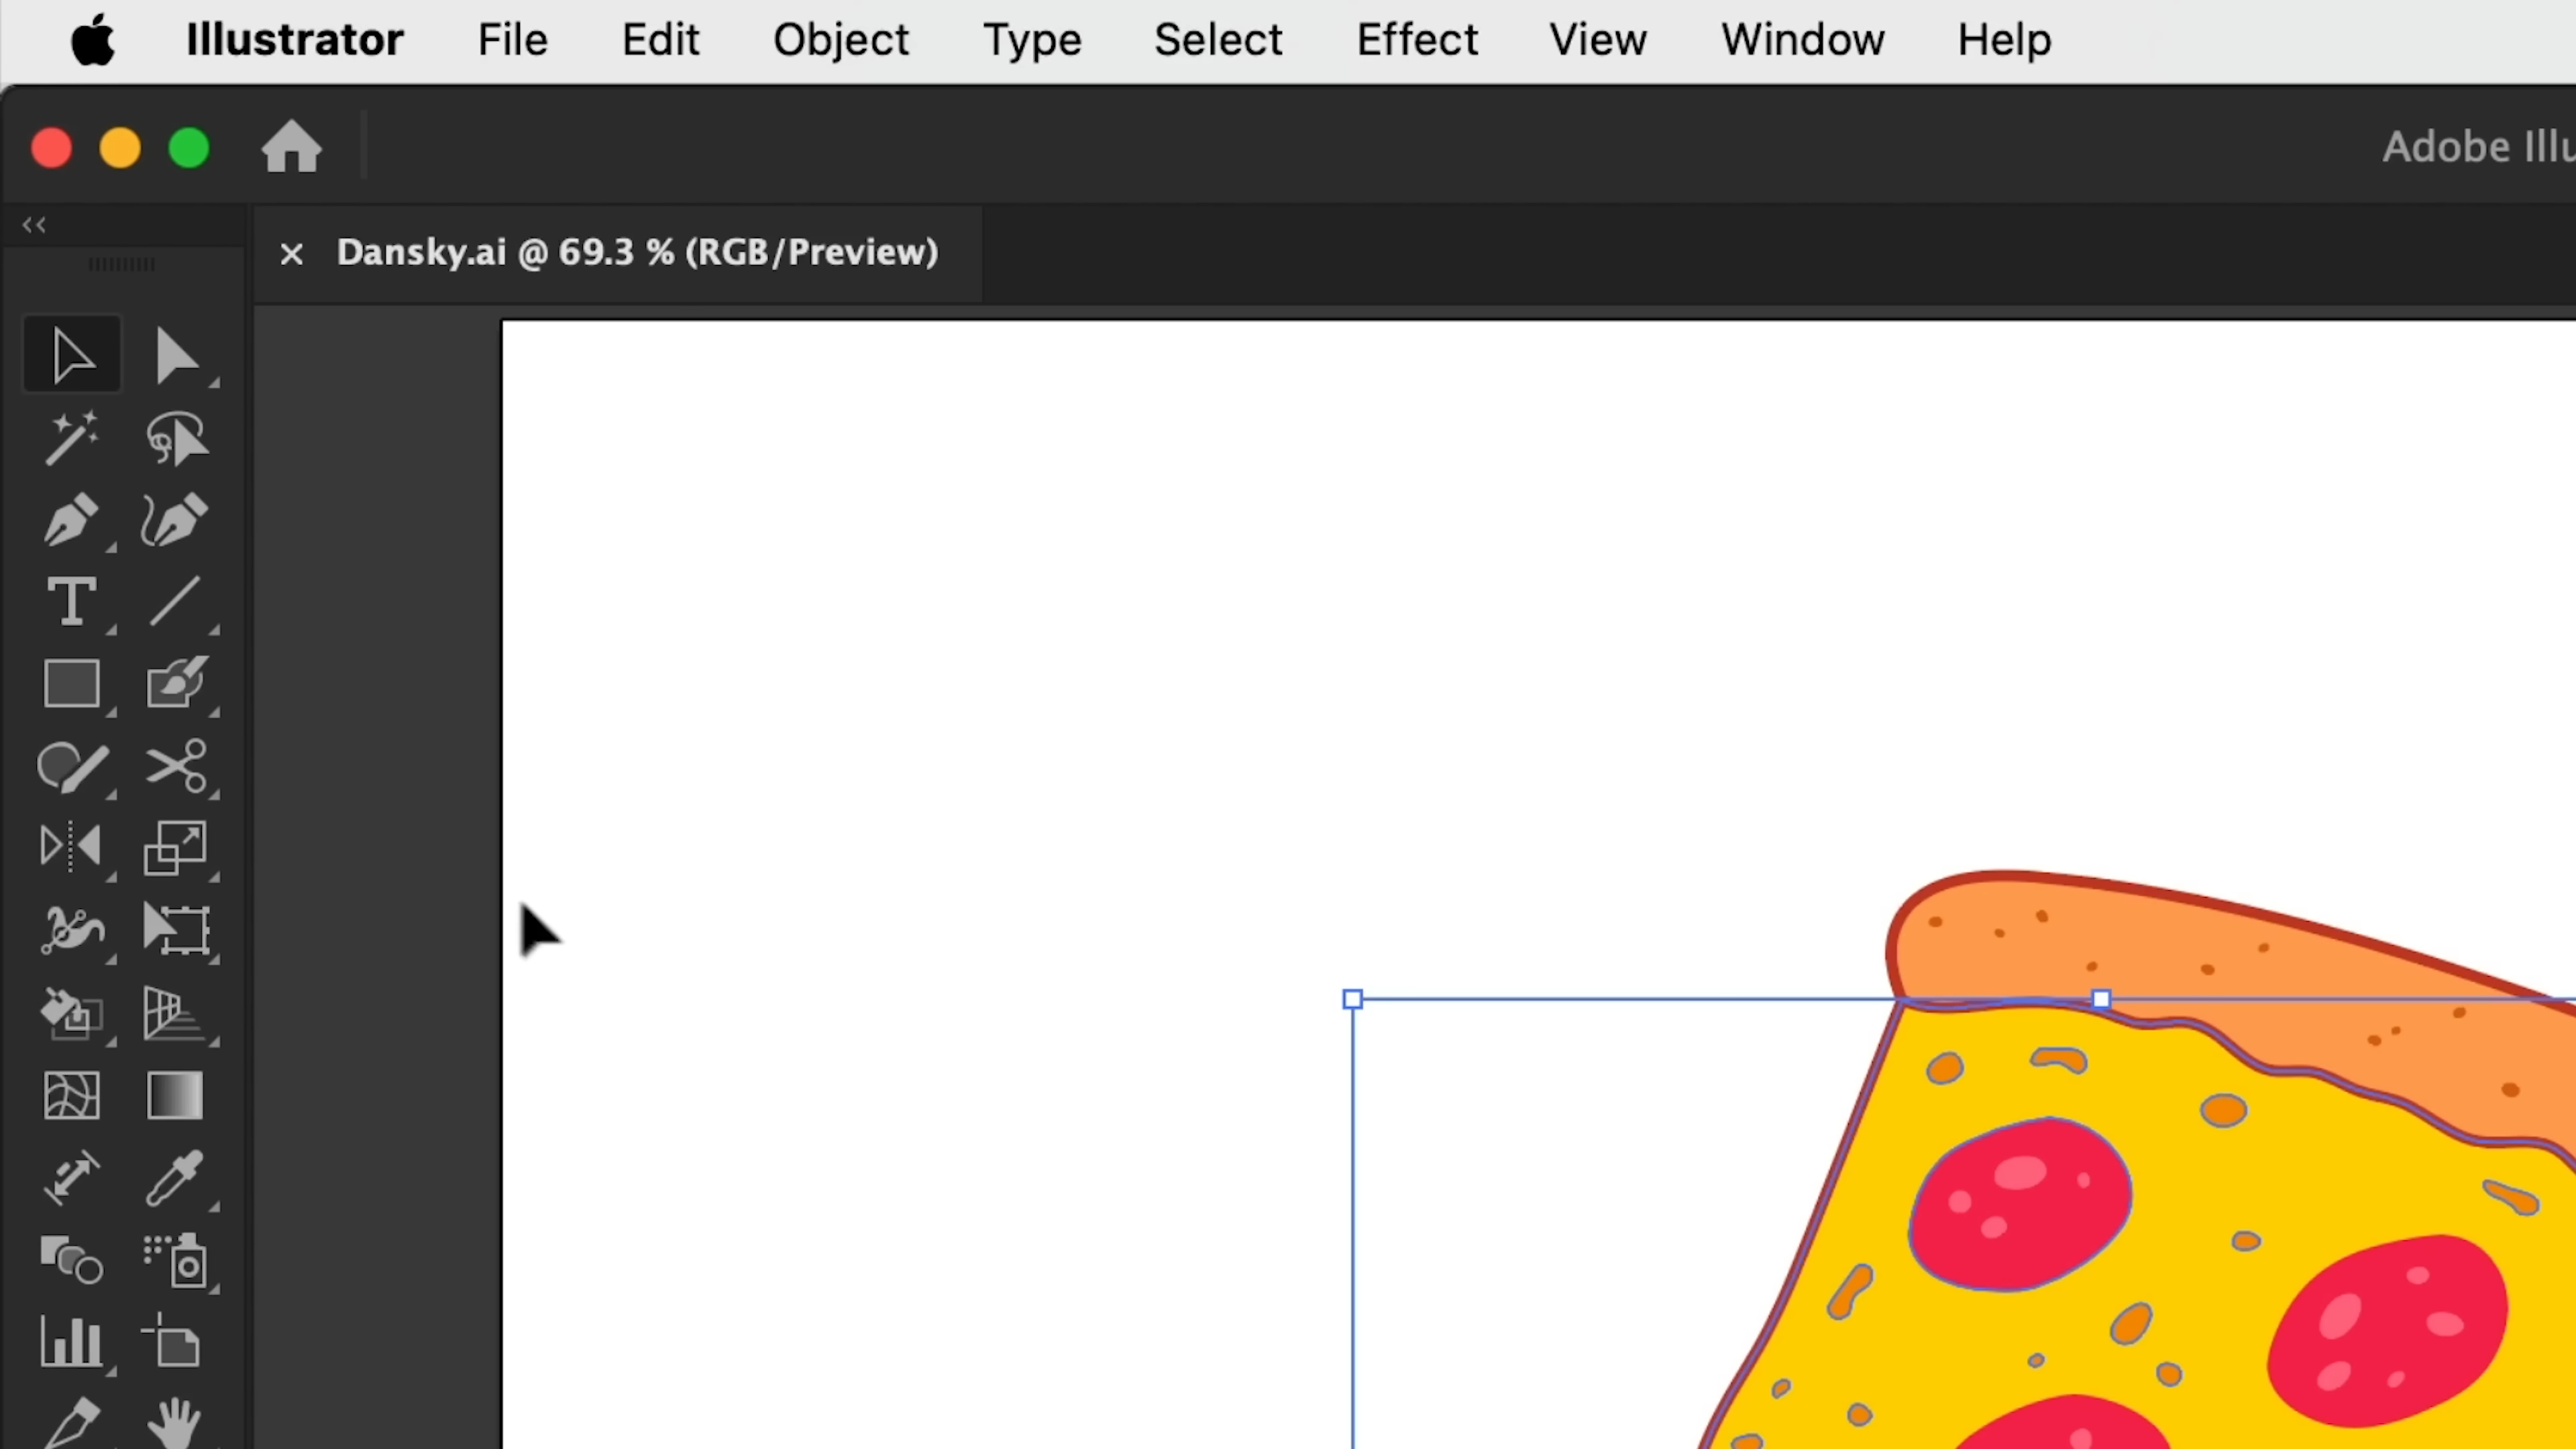 Illustrator File Edit Object Type Select Effect View Window Help
Adobe Illu
× Dansky.ai @ 69.3 % (RGB/Preview)